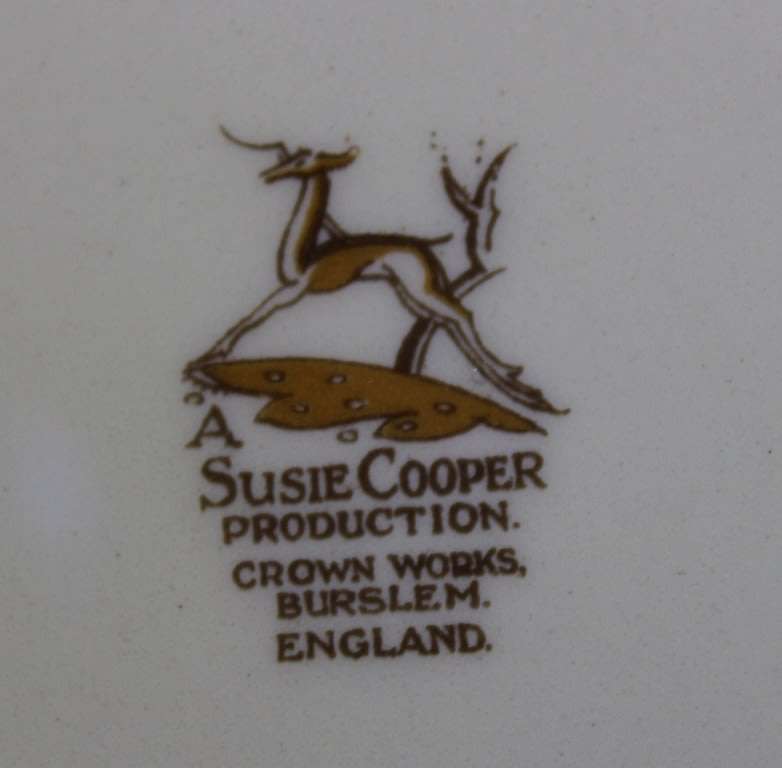 A
SUSIE COOPER
PRODUCTION.
CROWN WORKS,
BURSLEM.
ENGLAND.